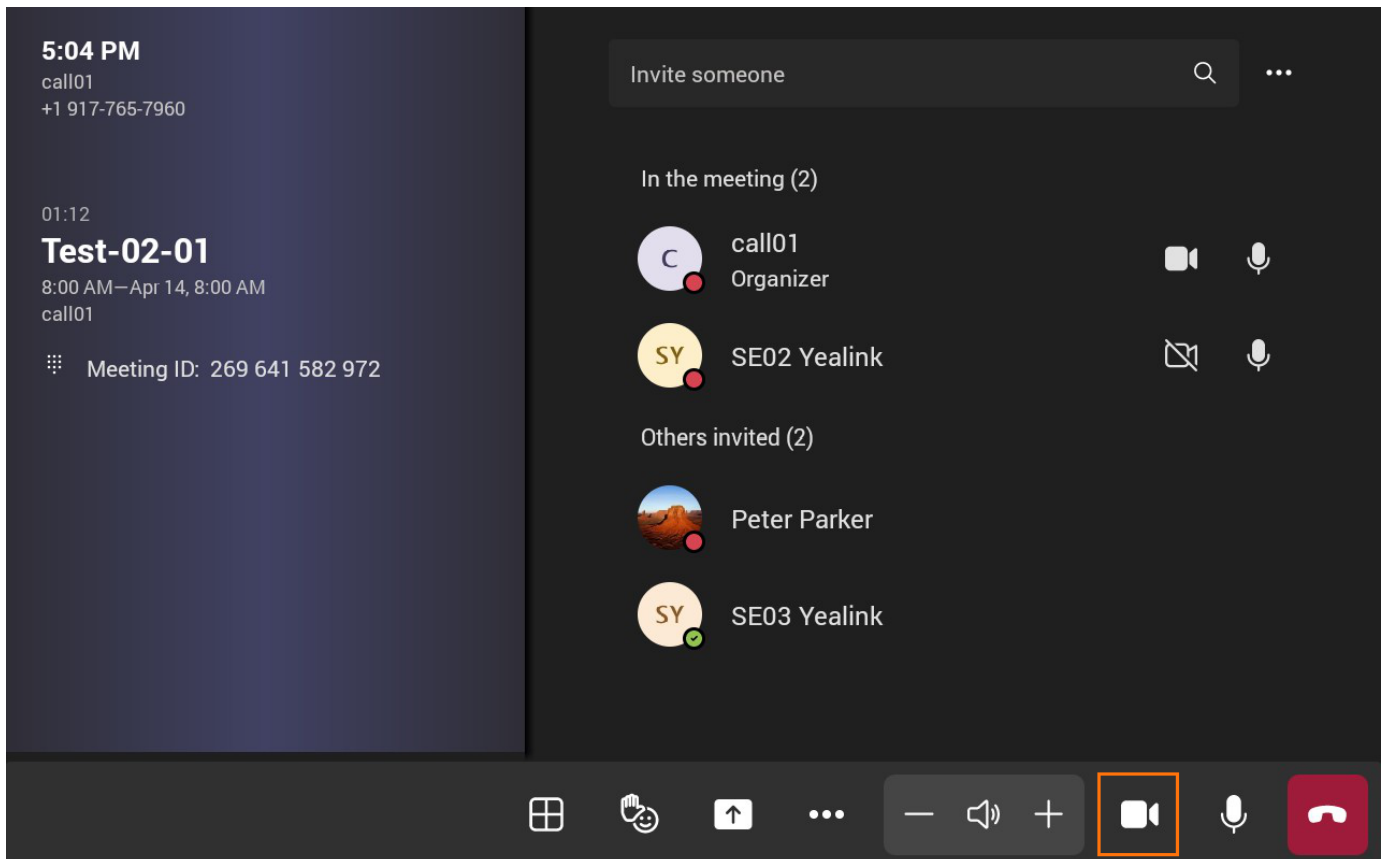 5:04 PM
call01
+1 917-765-7960
01:12
Test-02-01
8:00 AM—Apr 14, 8:00 AM
call01
Meeting ID: 269 641 582 972
Invite someone
In the meeting (2)
C
call01
Organizer
SY
SE02 Yealink
Others invited (2)
Peter Parker
SY
SE03 Yealink